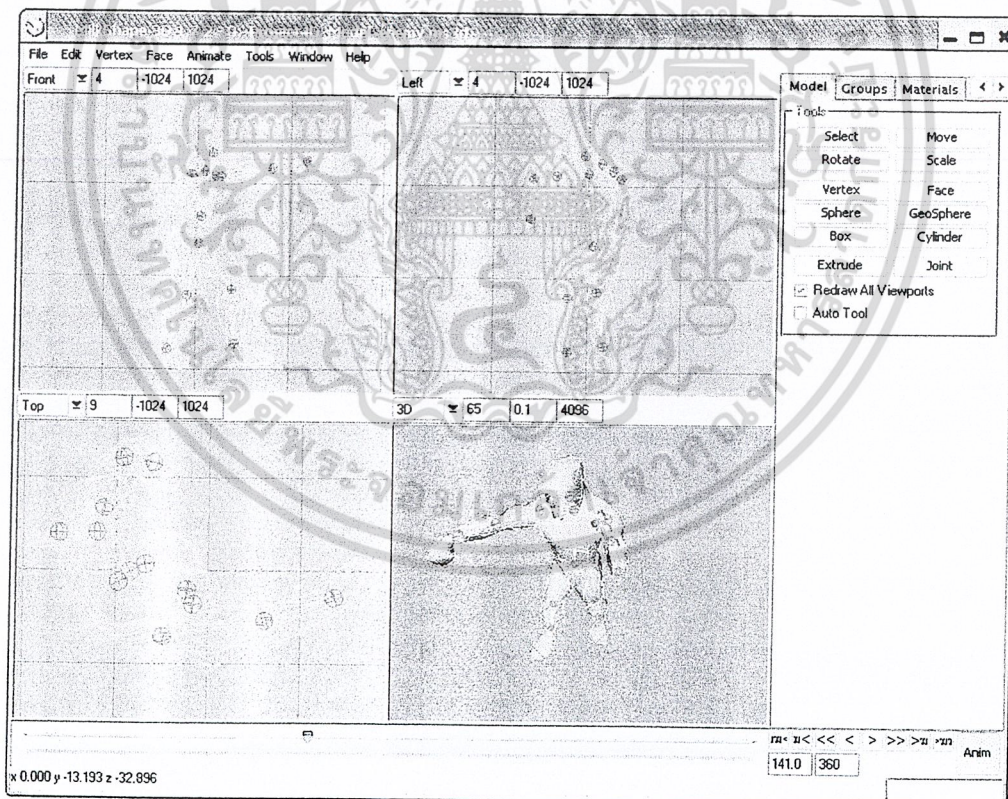 File Edit Vertex Face Animate Tools Window Help
Front 4 -1024 1024
Left 4 -1024 1024
Model Groups Materials < >
Tools
Select Move
Rotate Scale
Vertex Face
Sphere GeoSphere
Box Cylinder
Extrude Joint
Redraw All Viewports
Auto Tool
Top 9 -1024 1024
3D 65 0.1 4096
<< < > >>
Anim
141.0 360
x 0.000 y -13.193 z -32.896